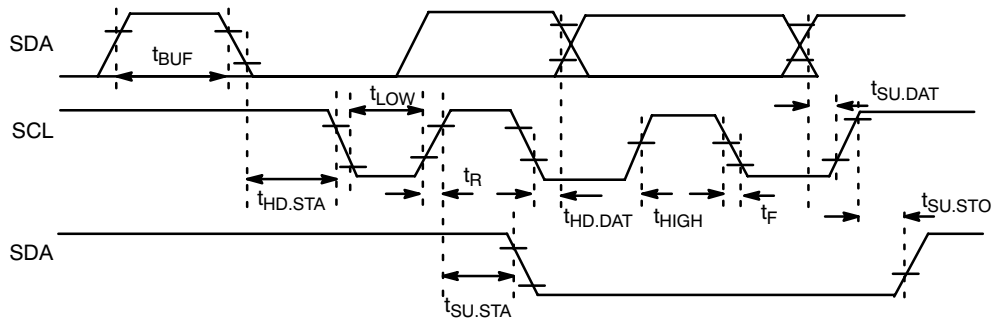 SDA
tBUF
tLOW
tSU.DAT
SCL
tR
tHD.STA
tHD.DAT
tHIGH
tF
tSU.STO
SDA
tSU.STA